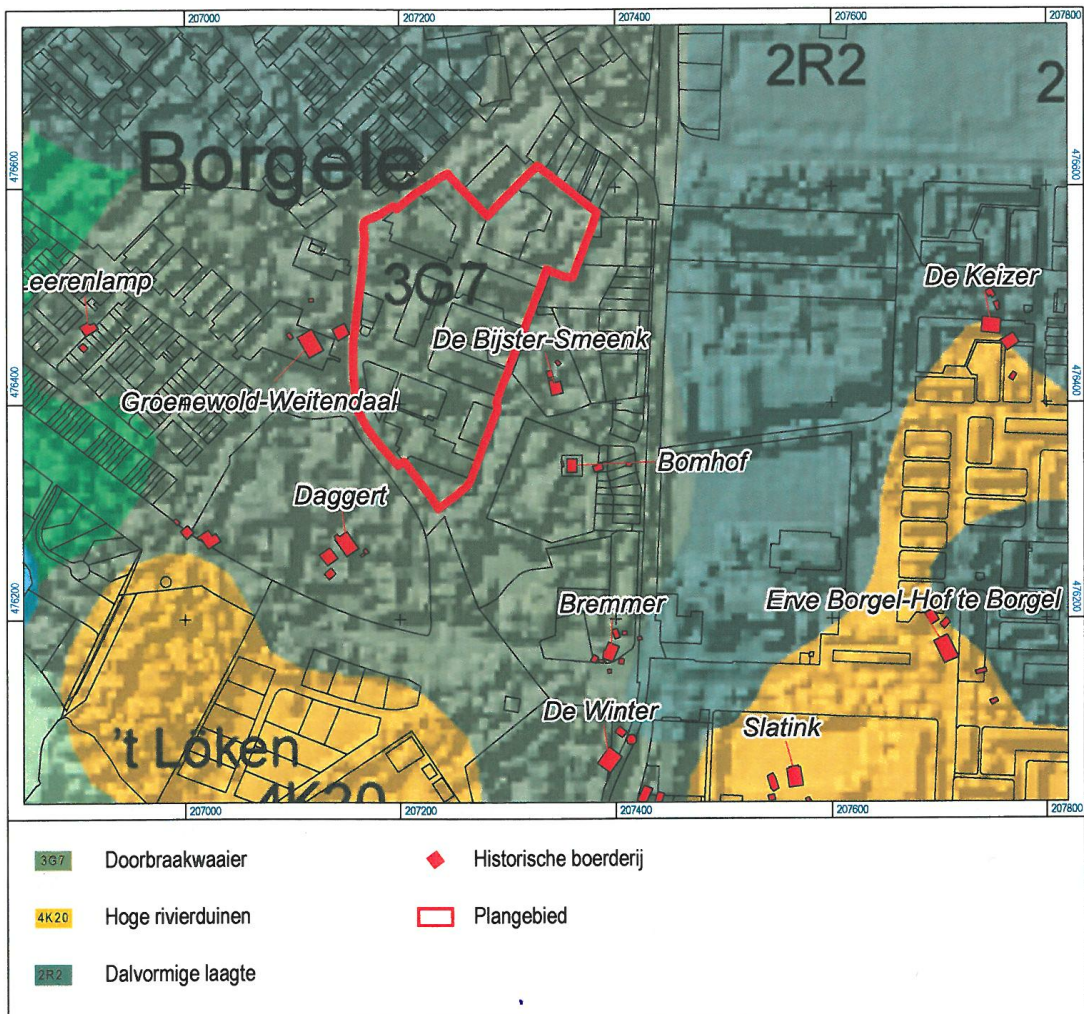 207000 207200 207400 207600 207800
2R2
2
Borgele
476600 476600
3G7
De Keizer
De Bijster-Smeenk
476400 476400
Groenewold-Weitendaal
Bomhof
Daggert
476200 476200
Bremmer
Erve Borgel-Hof te Borgel
De Winter
Slatink
't Loken
4K20
207000 207200 207400 207600 207800
3G7 Doorbraakwaaier
Historische boerderij
4K20 Hoge rivierduinen
Plangebied
2R2 Dalvormige laagte